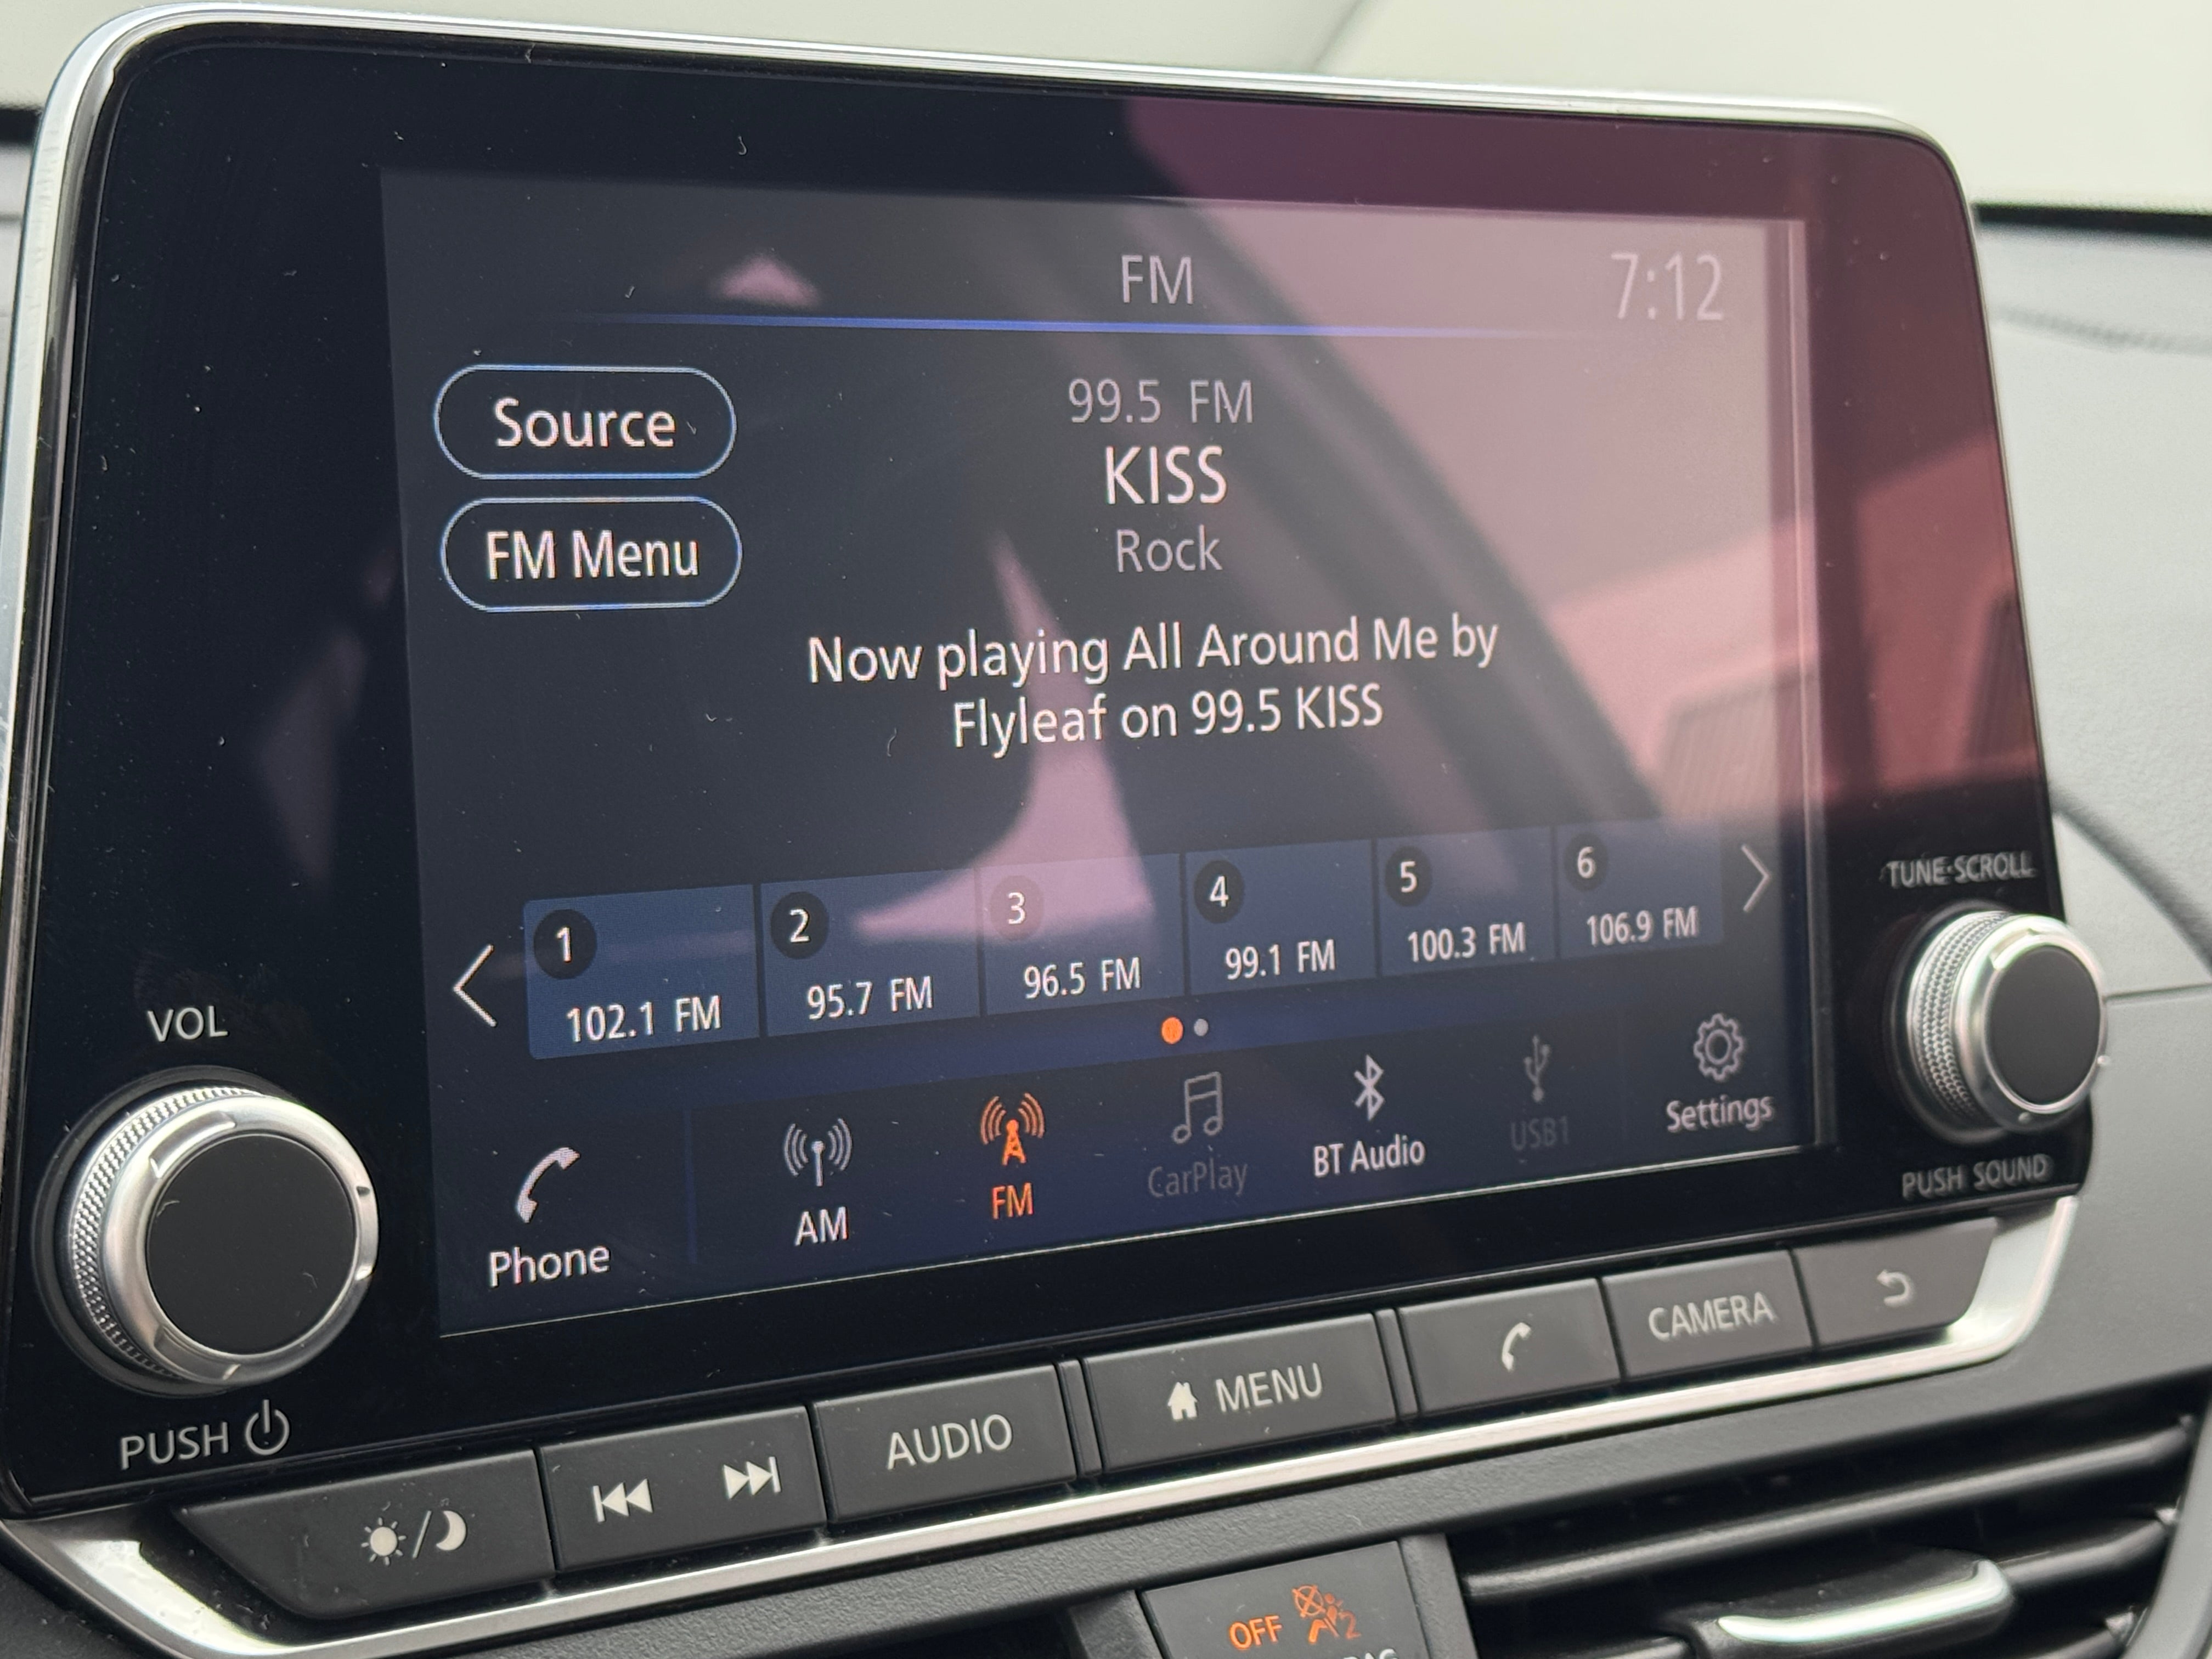 FM
7:12
Source
99.5 FM
KISS
FM Menu
Rock
Now playing All Around Me by
Flyleaf on 99.5 KISS
1
102.1 FM
2
95.7 FM
3
96.5 FM
4
99.1 FM
5
100.3 FM
6
106.9 FM
Phone
AM
FM
CarPlay
BT Audio
USB1
Settings
VOL
PUSH
TUNE·SCROLL
PUSH SOUND
AUDIO
MENU
CAMERA
OFF